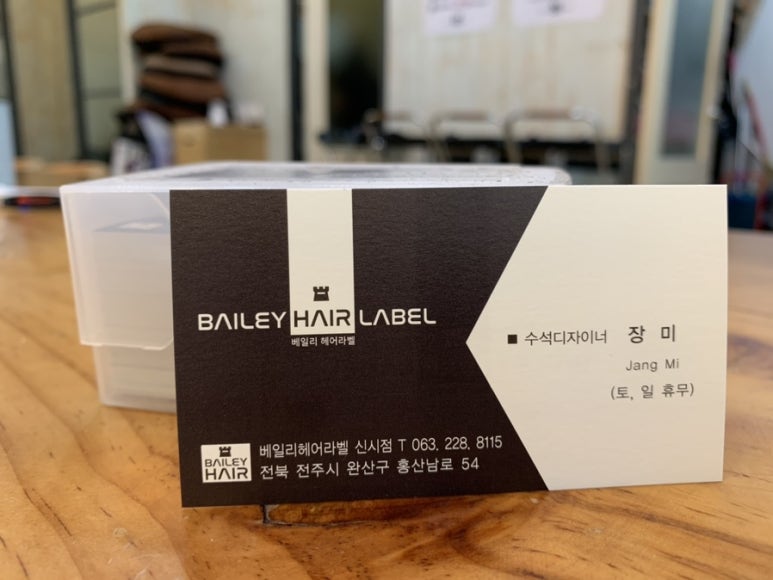 BAILEY HAIR LABEL
베일리 헤어라벨
■ 수석디자이너 장 미
Jang Mi
(토, 일 휴무)
BAILEY
HAIR
베일리헤어라벨 신시점 T 063. 228. 8115
전북 전주시 완산구 홍산남로 54